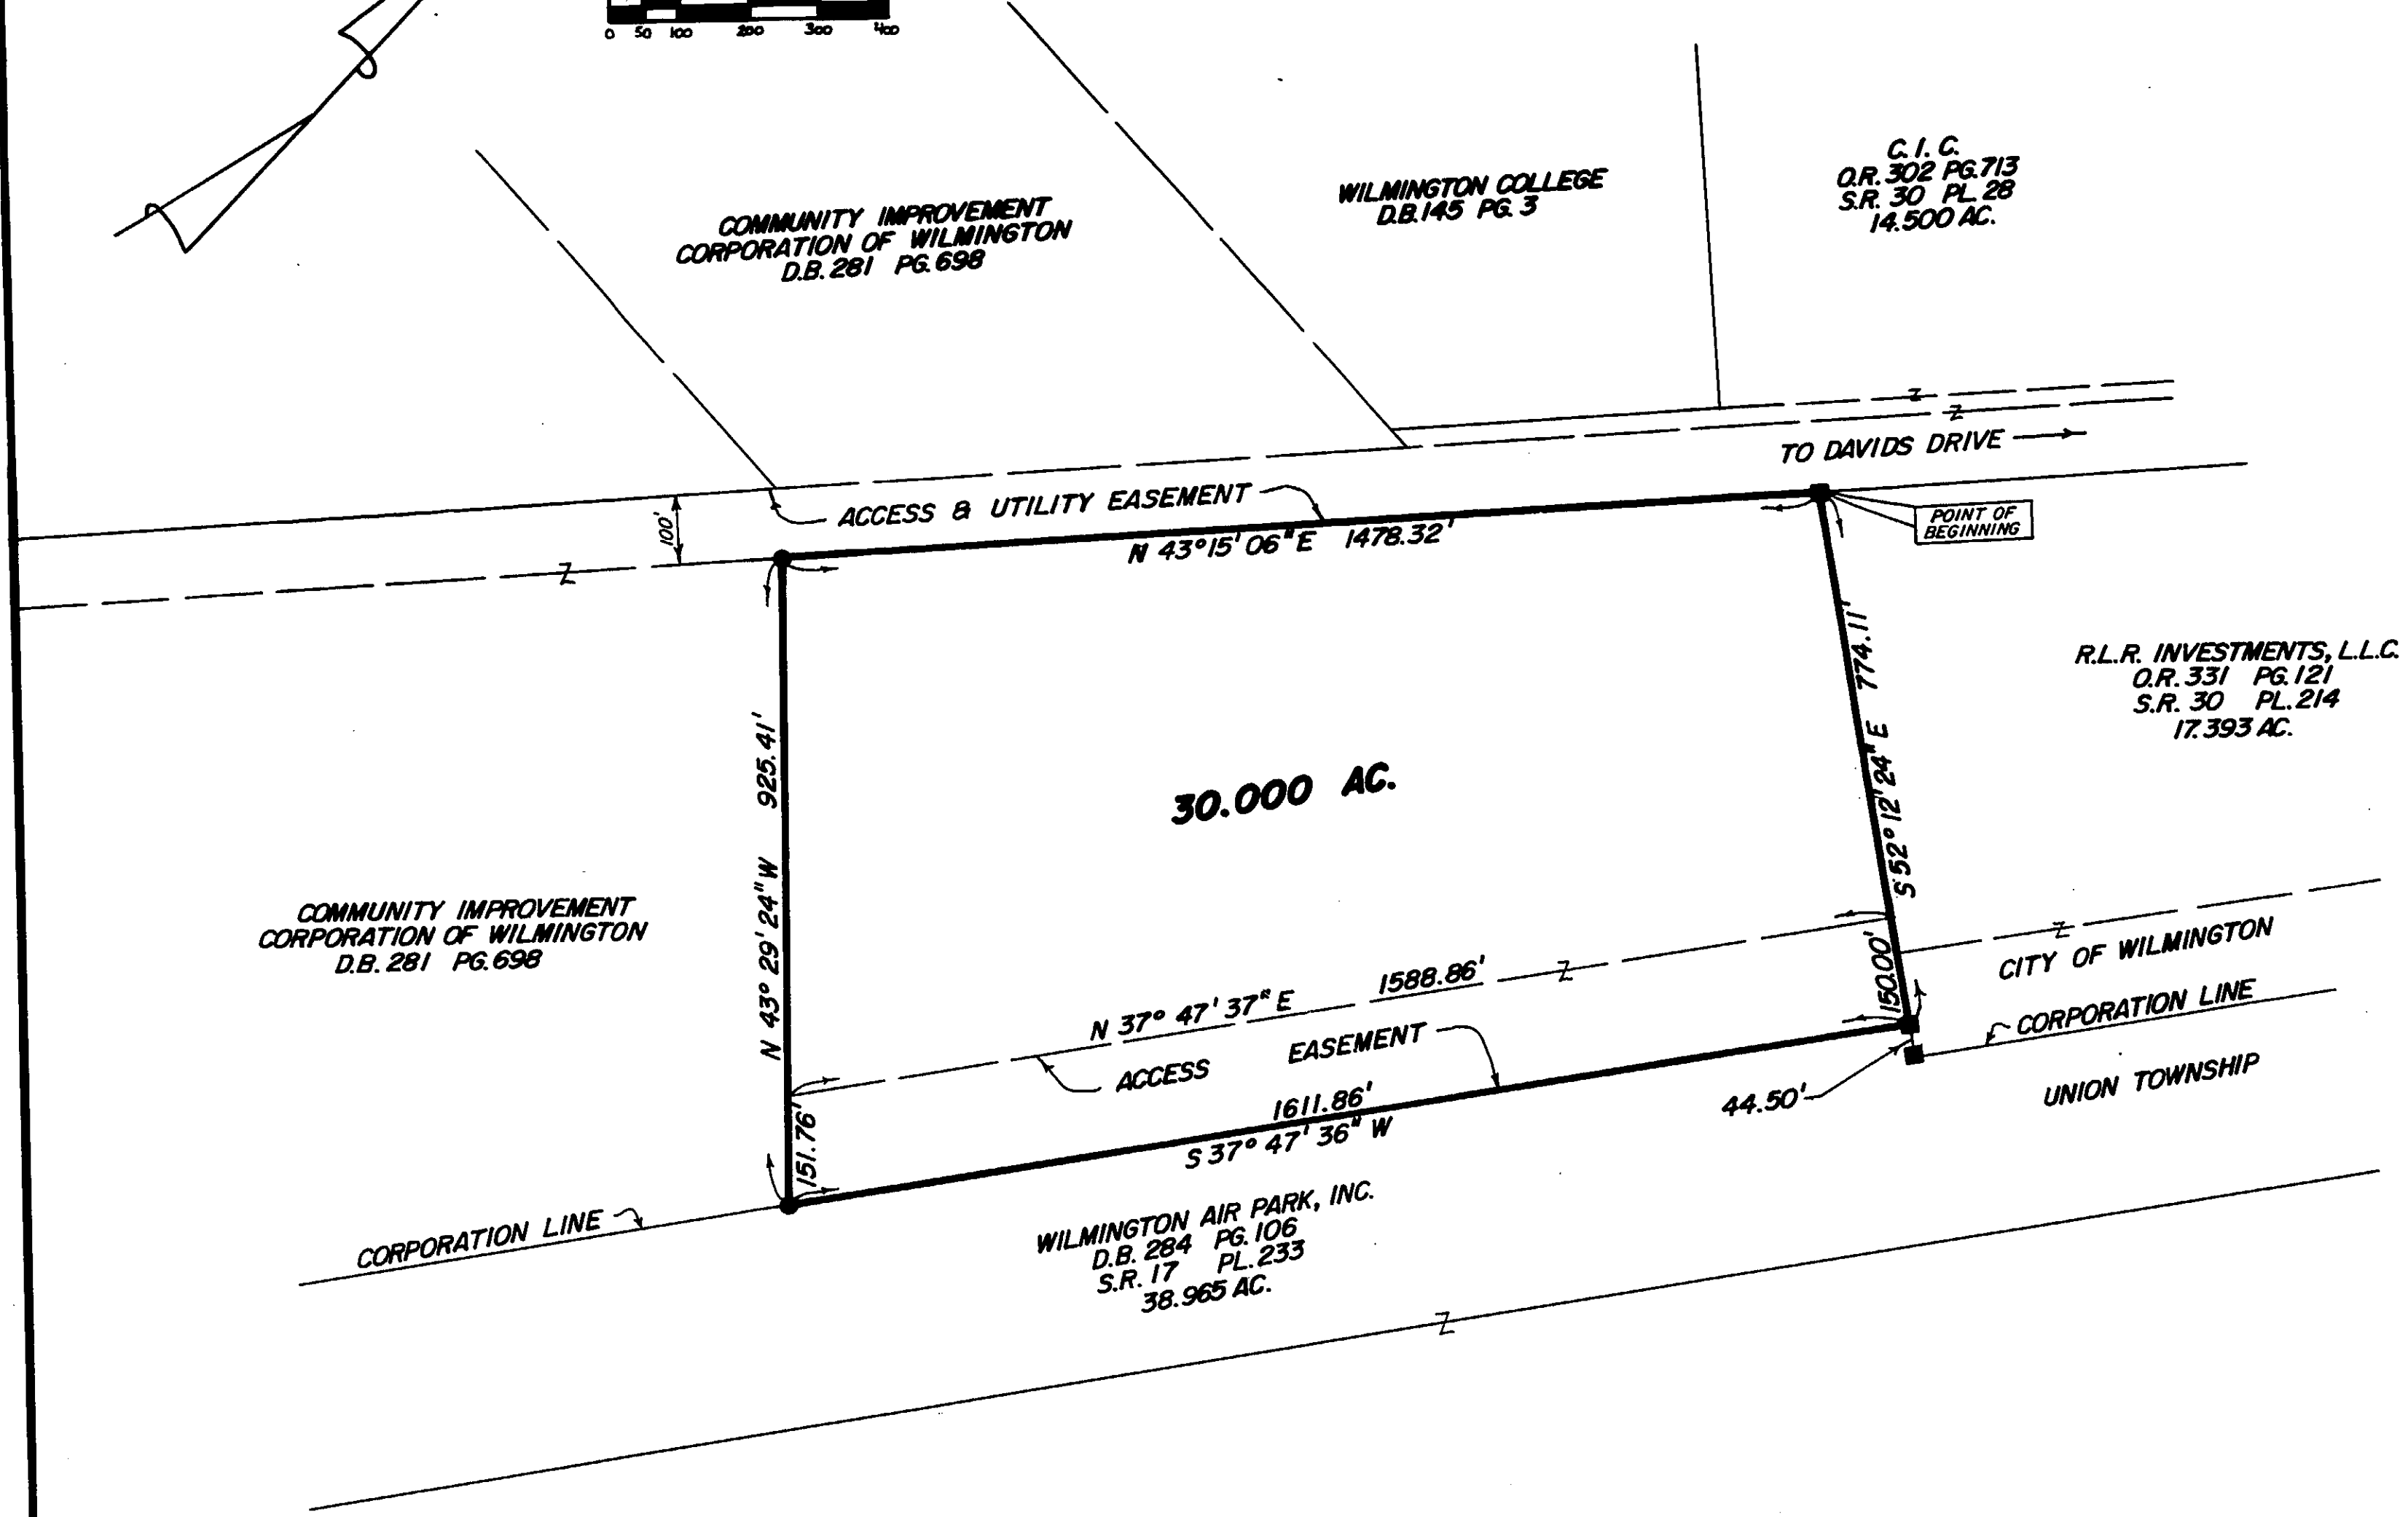 0 50 100 200 300 400
COMMUNITY IMPROVEMENT
CORPORATION OF WILMINGTON
D.B. 281 PG. 698
WILMINGTON COLLEGE
D.B. 145 PG. 3
C. I. C.
O.R. 302 PG. 713
S.R. 30 PL. 28
14.500 AC.
TO DAVIDS DRIVE
100'
ACCESS & UTILITY EASEMENT
N 43° 15' 06" E 1478.32'
POINT OF
BEGINNING
S 52° 12' 24" E 774.11'
R.L.R. INVESTMENTS, L.L.C.
O.R. 331 PG. 121
S.R. 30 PL. 214
17.393 AC.
N 43° 29' 24" W 925.41'
30.000 AC.
COMMUNITY IMPROVEMENT
CORPORATION OF WILMINGTON
D.B. 281 PG. 698
N 37° 47' 37" E 1588.86'
150.00'
CITY OF WILMINGTON
CORPORATION LINE
UNION TOWNSHIP
ACCESS EASEMENT
44.50'
151.76'
1611.86'
S 37° 47' 36" W
CORPORATION LINE
WILMINGTON AIR PARK, INC.
D.B. 284 PG. 106
S.R. 17 PL. 233
38.965 AC.